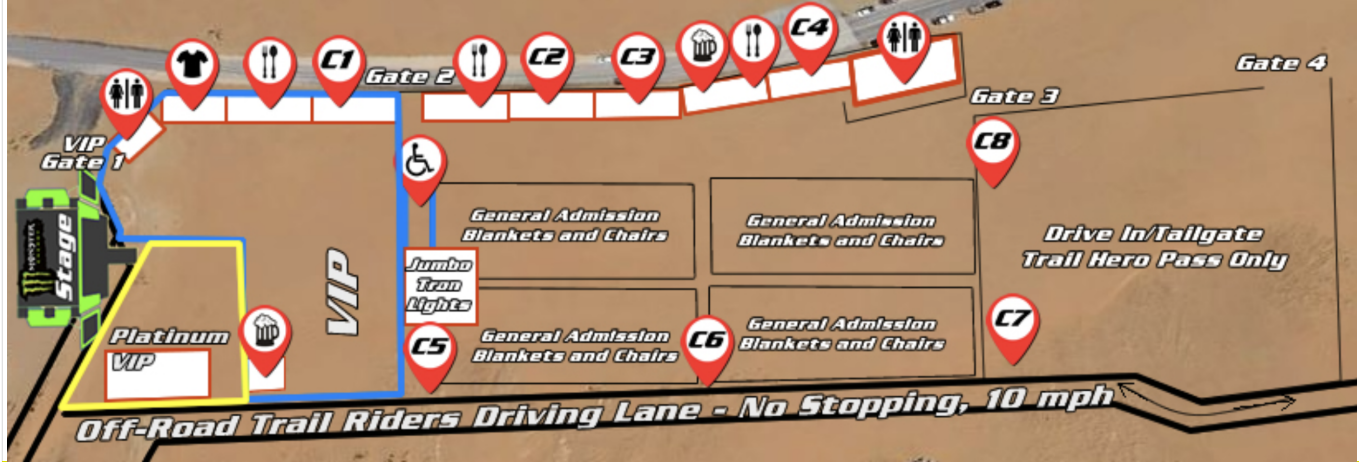 C1
C2
C3
C4
Gate 2
Gate 4
Gate 3
VIP
Gate 1
C8
MONSTER
Stage
General Admission
Blankets and Chairs
General Admission
Blankets and Chairs
Drive In/Tailgate
Trail Hero Pass Only
VIP
Jumbo
Tron
Lights
Platinum
VIP
C5
General Admission
Blankets and Chairs
C6
General Admission
Blankets and Chairs
C7
Off-Road Trail Riders Driving Lane - No Stopping, 10 mph